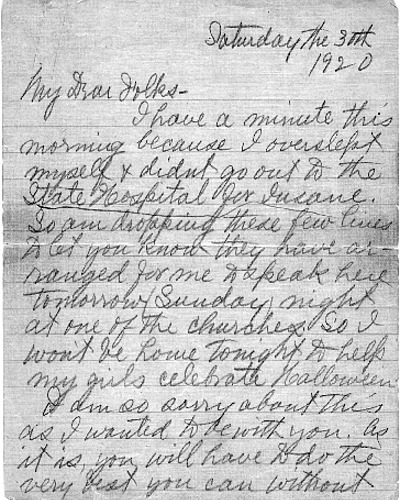 Saturday the 30th
1920
My Dear Folks-
I have a minute this
morning because I overslept
myself & didnt go out to the
State Hospital for Insane.
So am dropping these few lines
to let you know they have ar-
ranged for me to speak here
tomorrow (Sunday) night
at one of the churches. So I
wont be home tonight to help
my girls celebrate Halloween.
I am so sorry about this
as I wanted to be with you. As
it is, you will have to do the
very best you can without